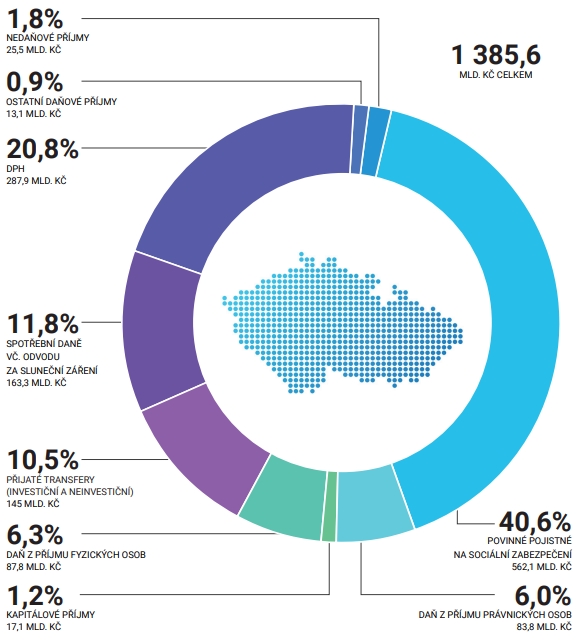 1,8%
NEDAŇOVÉ PŘÍJMY
25,5 MLD. KČ
1 385,6
MLD. KČ CELKEM
0,9%
OSTATNÍ DAŇOVÉ PŘÍJMY
13,1 MLD. KČ
20,8%
DPH
287,9 MLD. KČ
11,8%
SPOTŘEBNÍ DANĚ
VČ. ODVODU
ZA SLUNEČNÍ ZÁŘENÍ
163,3 MLD. KČ
10,5%
PŘIJATÉ TRANSFERY
(INVESTIČNÍ A NEINVESTIČNÍ)
145 MLD. KČ
6,3%
DAŇ Z PŘÍJMU FYZICKÝCH OSOB
87,8 MLD. KČ
1,2%
KAPITÁLOVÉ PŘÍJMY
17,1 MLD. KČ
40,6%
POVINNÉ POJISTNÉ
NA SOCIÁLNÍ ZABEZPEČENÍ
562,1 MLD. KČ
6,0%
DAŇ Z PŘÍJMU PRÁVNICKÝCH OSOB
83,8 MLD. KČ